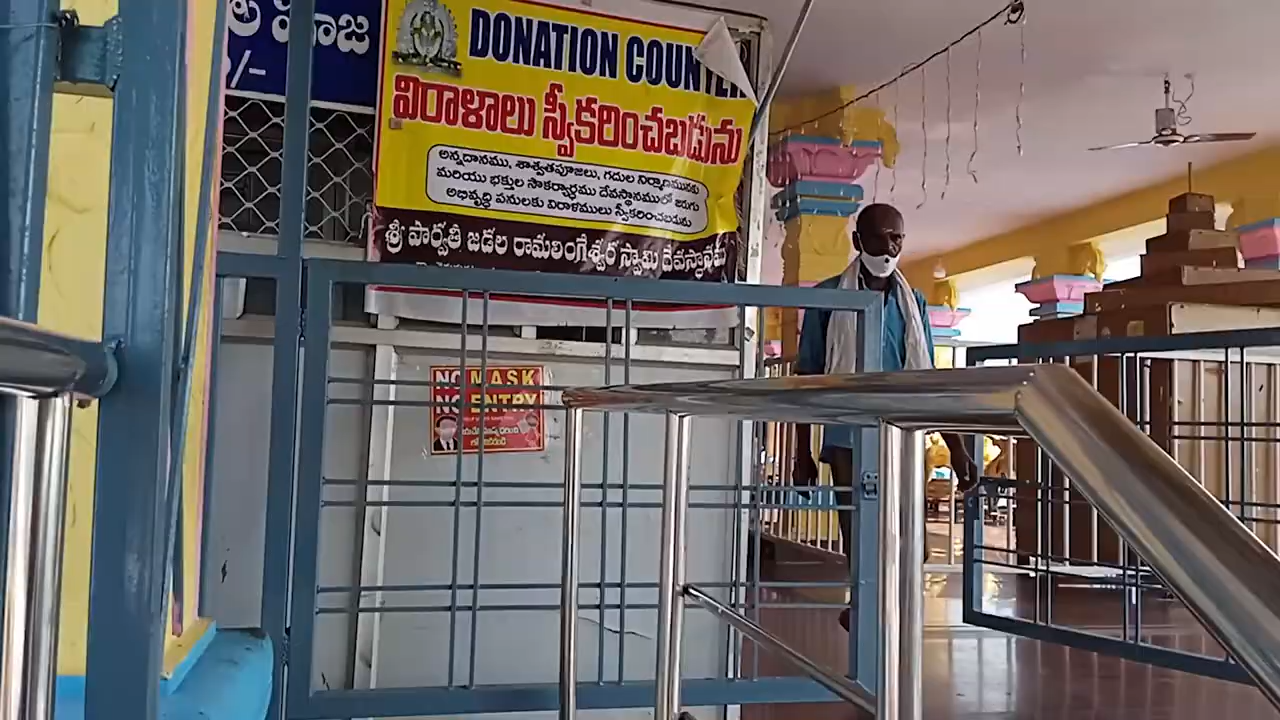 పూజ
/-
DONATION COUNTER
విరాళాలు స్వీకరించబడును
అన్నదానము, శాశ్వతపూజలు, గదుల నిర్మాణమునకు
మరియు భక్తుల సౌకర్యార్థము దేవస్థానములో జరుగు
అభివృద్ధి పనులకు విరాళములు స్వీకరించబడును
శ్రీ పార్వతీ జడల రామలింగేశ్వర స్వామి దేవస్థానము
NO MASK
NO ENTRY